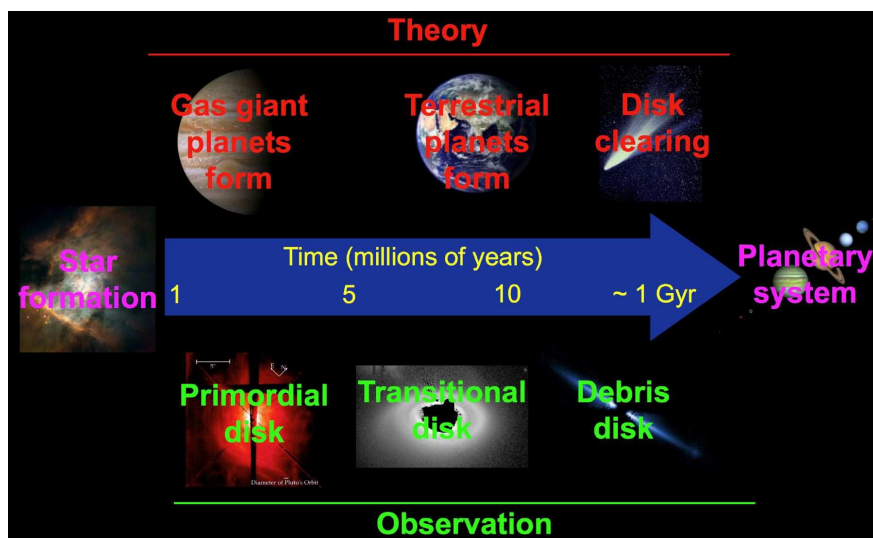 Theory
Gas giant
planets
form
Terrestrial
planets
form
Disk
clearing
Star
formation
Time (millions of years)
1 5 10 ~ 1 Gyr
Planetary
system
5"
E N
Primordial
disk
Diameter of Pluto's Orbit
Transitional
disk
Debris
disk
Observation